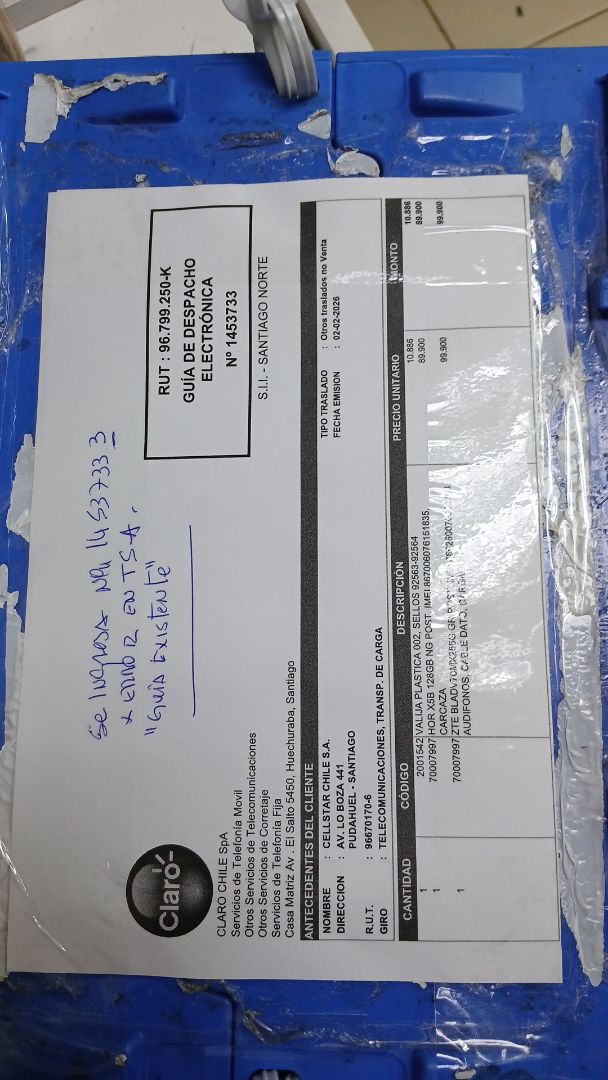 Claro
CLARO CHILE SpA
Servicios de Telefonía Movil
Otros Servicios de Telecomunicaciones
Otros Servicios de Corretaje
Servicios de Telefonía Fija
Casa Matriz Av . El Salto 5450, Huechuraba, Santiago
Se ingresa Nº 14537333
x error en TSA.
"Guía Existente"
RUT : 96.799.250-K
GUÍA DE DESPACHO
ELECTRÓNICA
Nº 1453733
S.I.I. - SANTIAGO NORTE
ANTECEDENTES DEL CLIENTE
NOMBRE : CELLSTAR CHILE S.A.
DIRECCION : AV. LO BOZA 441
PUDAHUEL - SANTIAGO
R.U.T. : 96670170-6
GIRO : TELECOMUNICACIONES, TRANSP. DE CARGA
TIPO TRASLADO : Otros traslados no Venta
FECHA EMISION : 02-02-2026
CANTIDAD CÓDIGO DESCRIPCIÓN PRECIO UNITARIO MONTO
1 2001542 VALIJA PLASTICA 002, SELLOS 92563-92564 10.886 10.886
1 70007997 HOR X5B 128GB NG POST. IMEI 867006076151835, 89.900 89.900
CARCAZA
1 70007997 ZTE BLADV70MX256G GR POST. 99.900 99.900
AUDIFONOS, CABLE DATO,